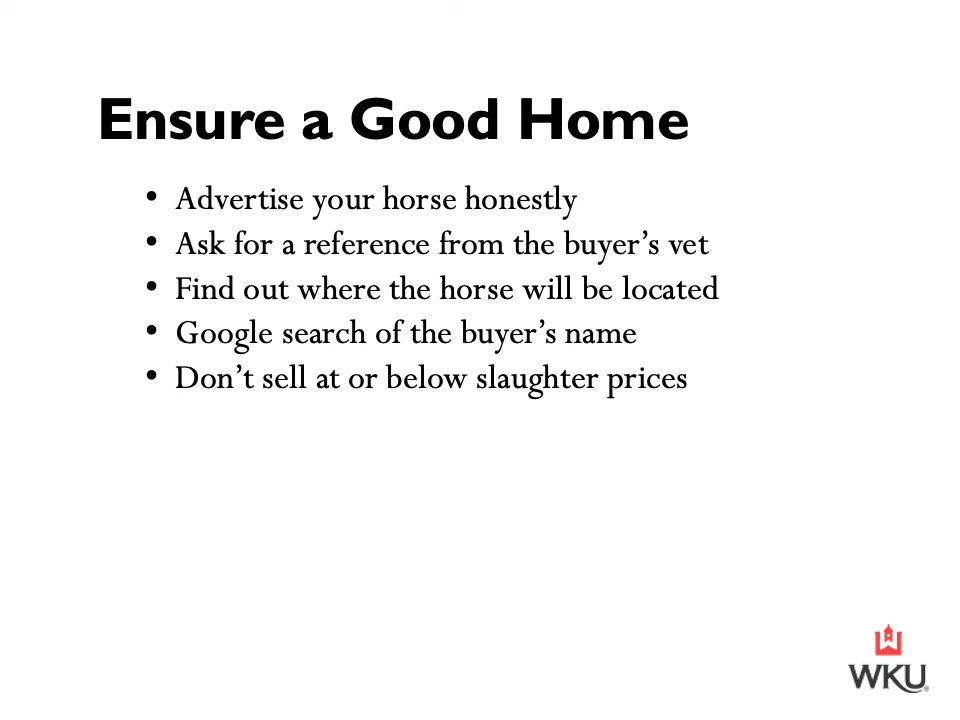 Ensure a Good Home
• Advertise your horse honestly
• Ask for a reference from the buyer’s vet
• Find out where the horse will be located
• Google search of the buyer’s name
• Don’t sell at or below slaughter prices
WKU®